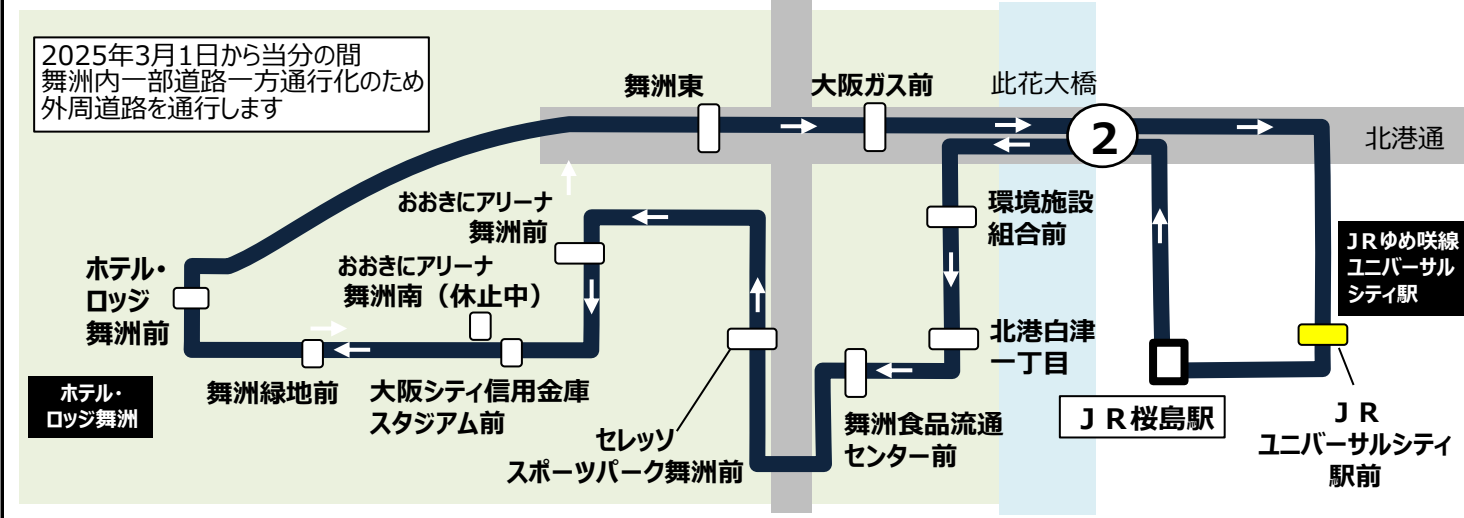 2025年3月1日から当分の間
舞洲内一部道路一方通行化のため
外周道路を通行します
舞洲東
大阪ガス前
此花大橋
2
北港通
おおきにアリーナ
舞洲前
環境施設
組合前
JRゆめ咲線
ユニバーサル
シティ駅
ホテル・
ロッジ
舞洲前
おおきにアリーナ
舞洲南（休止中）
北港白津
一丁目
ホテル・
ロッジ舞洲
舞洲緑地前
大阪シティ信用金庫
スタジアム前
セレッソ
スポーツパーク舞洲前
舞洲食品流通
センター前
ＪＲ桜島駅
ＪＲ
ユニバーサルシティ
駅前